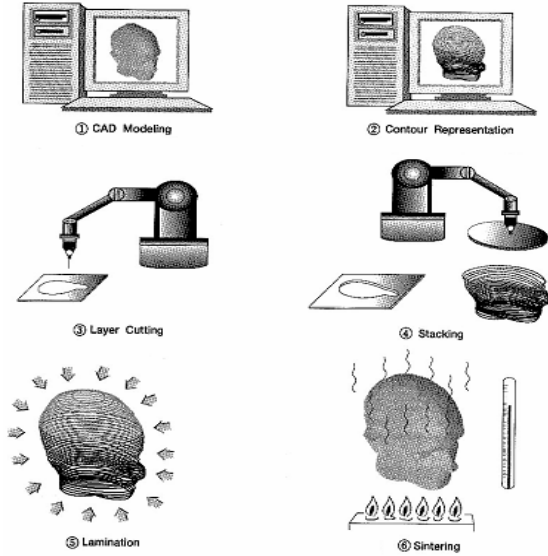 ① CAD Modeling
② Contour Representation
③ Layer Cutting
④ Stacking
⑤ Lamination
⑥ Sintering